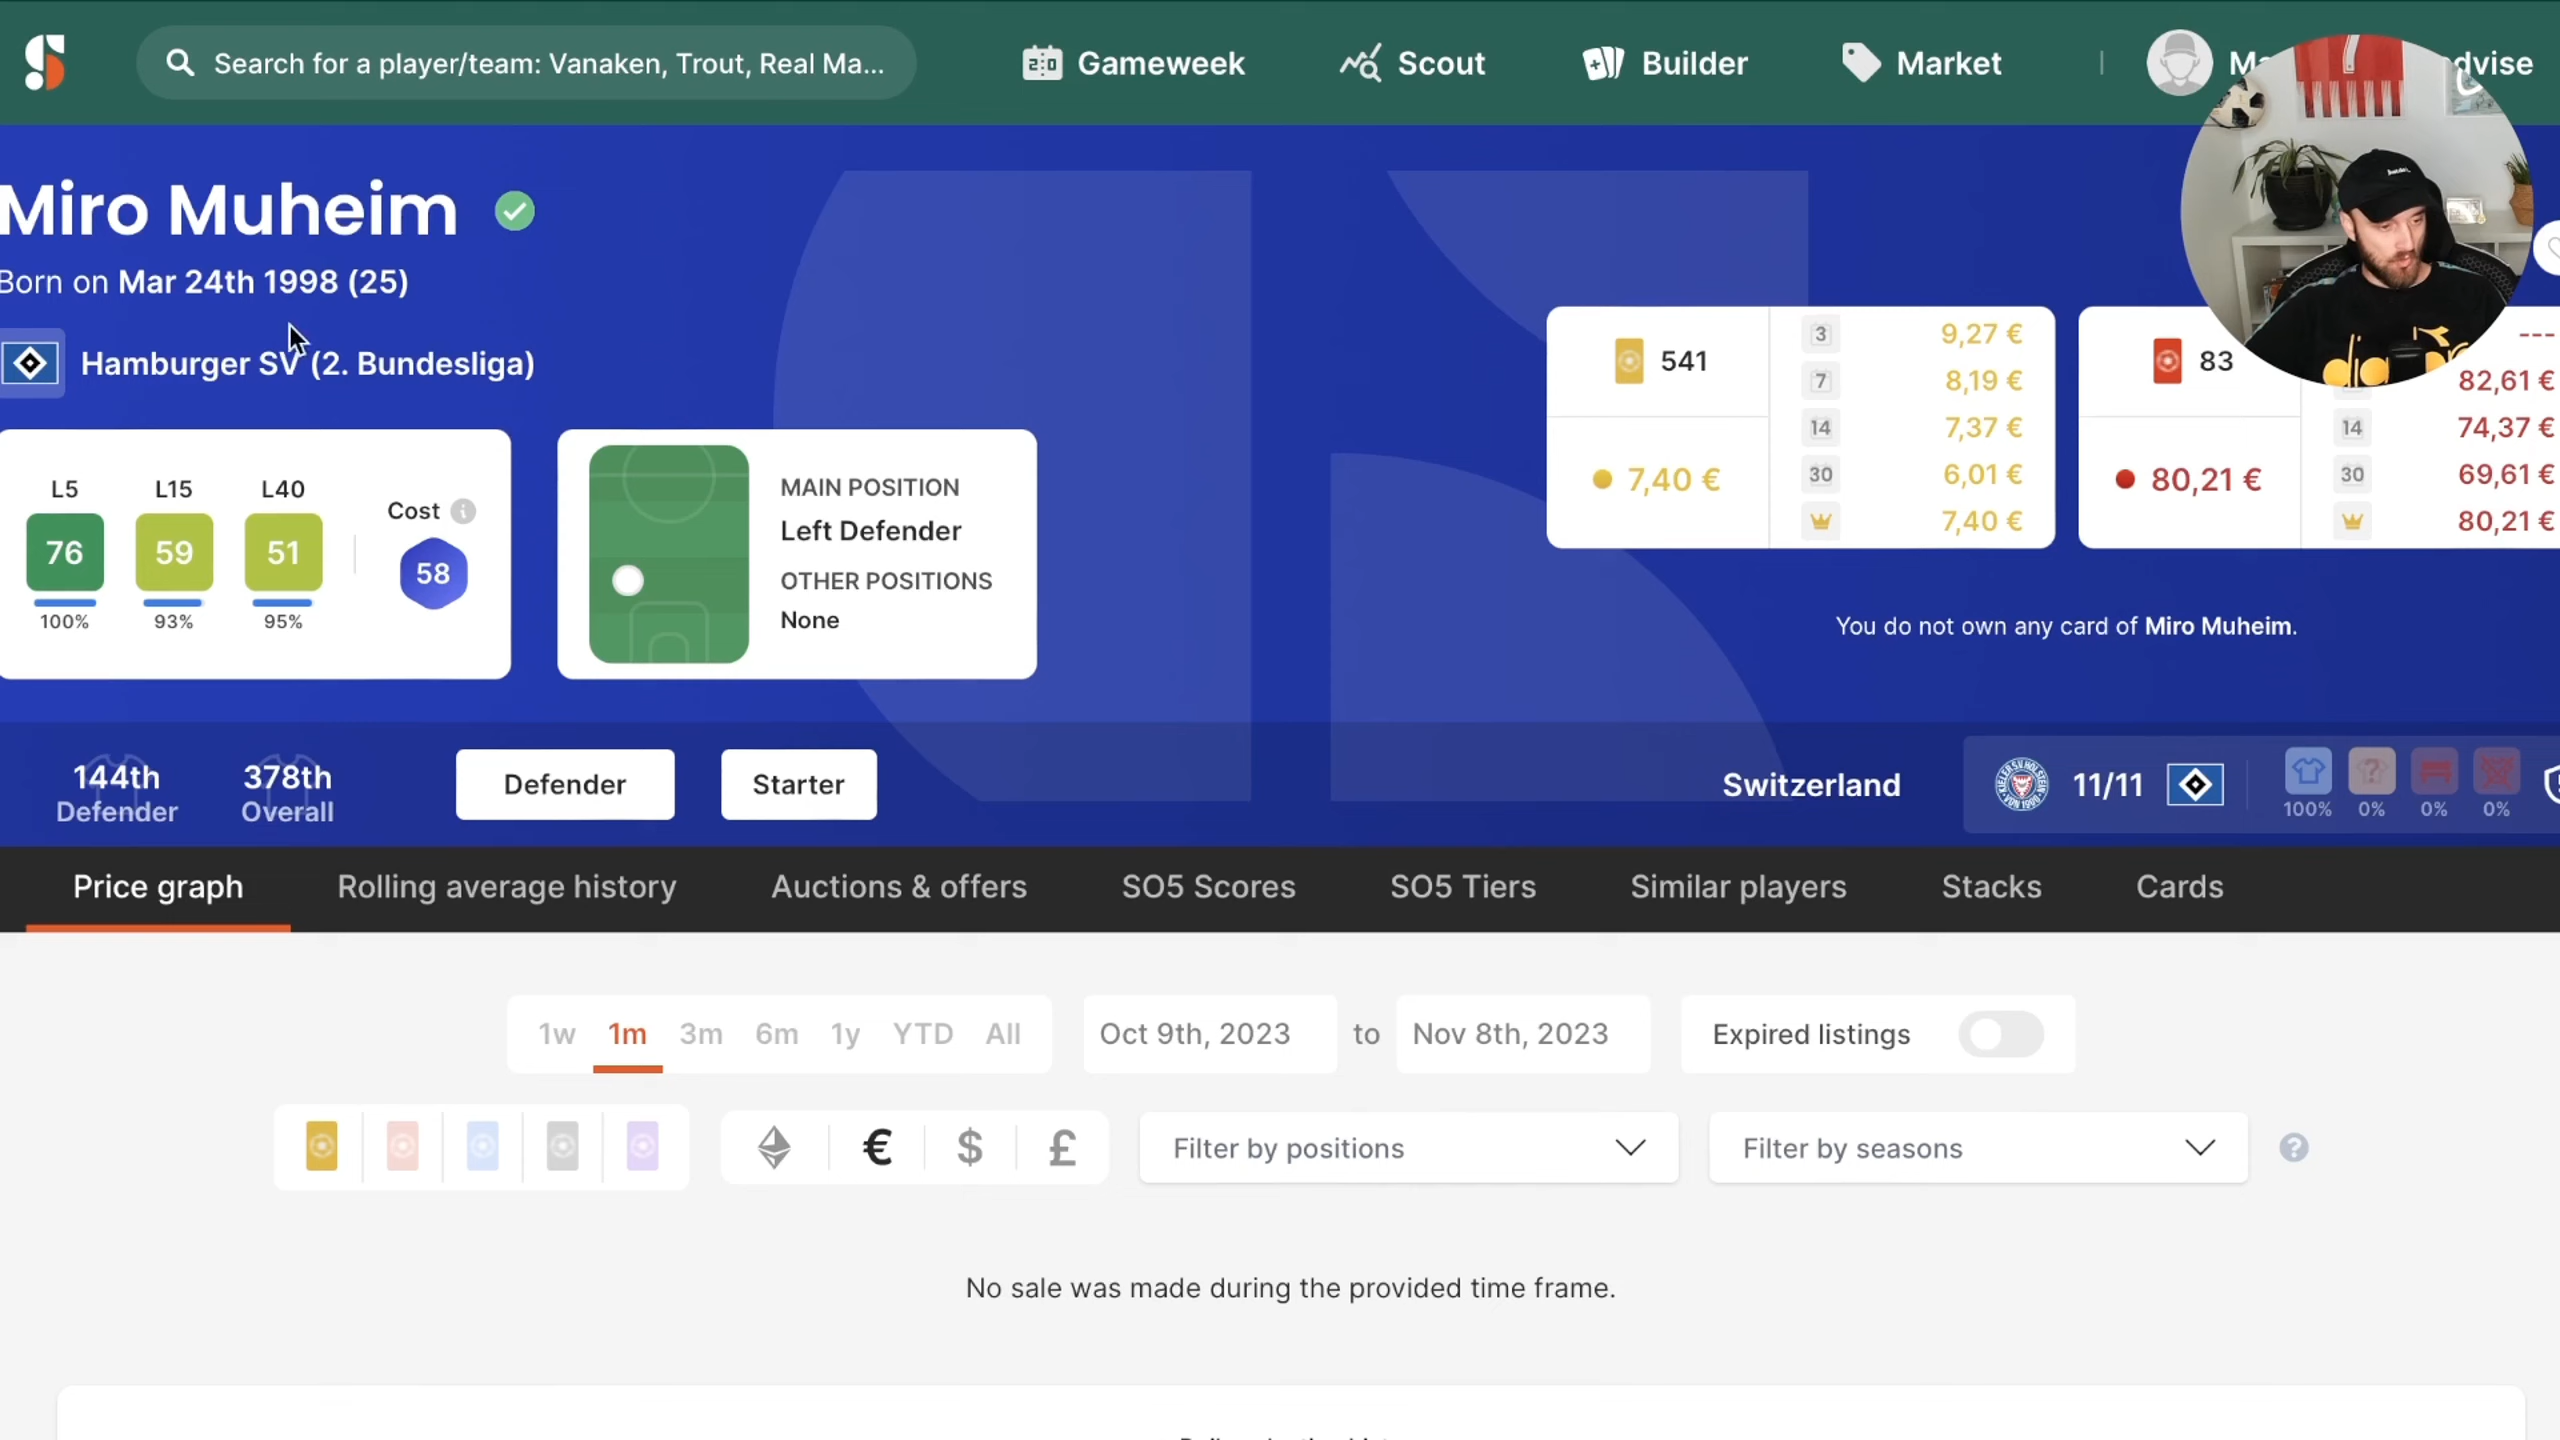 Search for a player/team: Vanaken, Trout, Real Ma...
Gameweek
Scout
Builder
Market
dvise
Miro Muheim
Born on Mar 24th 1998 (25)
Hamburger SV (2. Bundesliga)
L5 L15 L40
Cost
76 59 51
58
100% 93% 95%
MAIN POSITION
Left Defender
OTHER POSITIONS
None
541
7,40 €
3 9,27 €
7 8,19 €
14 7,37 €
30 6,01 €
7,40 €
83
80,21 €
---
82,61 €
14 74,37 €
30 69,61 €
80,21 €
You do not own any card of Miro Muheim.
144th
Defender
378th
Overall
Defender
Starter
Switzerland
11/11
100% 0% 0% 0%
Price graph
Rolling average history
Auctions & offers
SO5 Scores
SO5 Tiers
Similar players
Stacks
Cards
1w 1m 3m 6m 1y YTD All
Oct 9th, 2023 to Nov 8th, 2023
Expired listings
€ $ £
Filter by positions
Filter by seasons
?
No sale was made during the provided time frame.